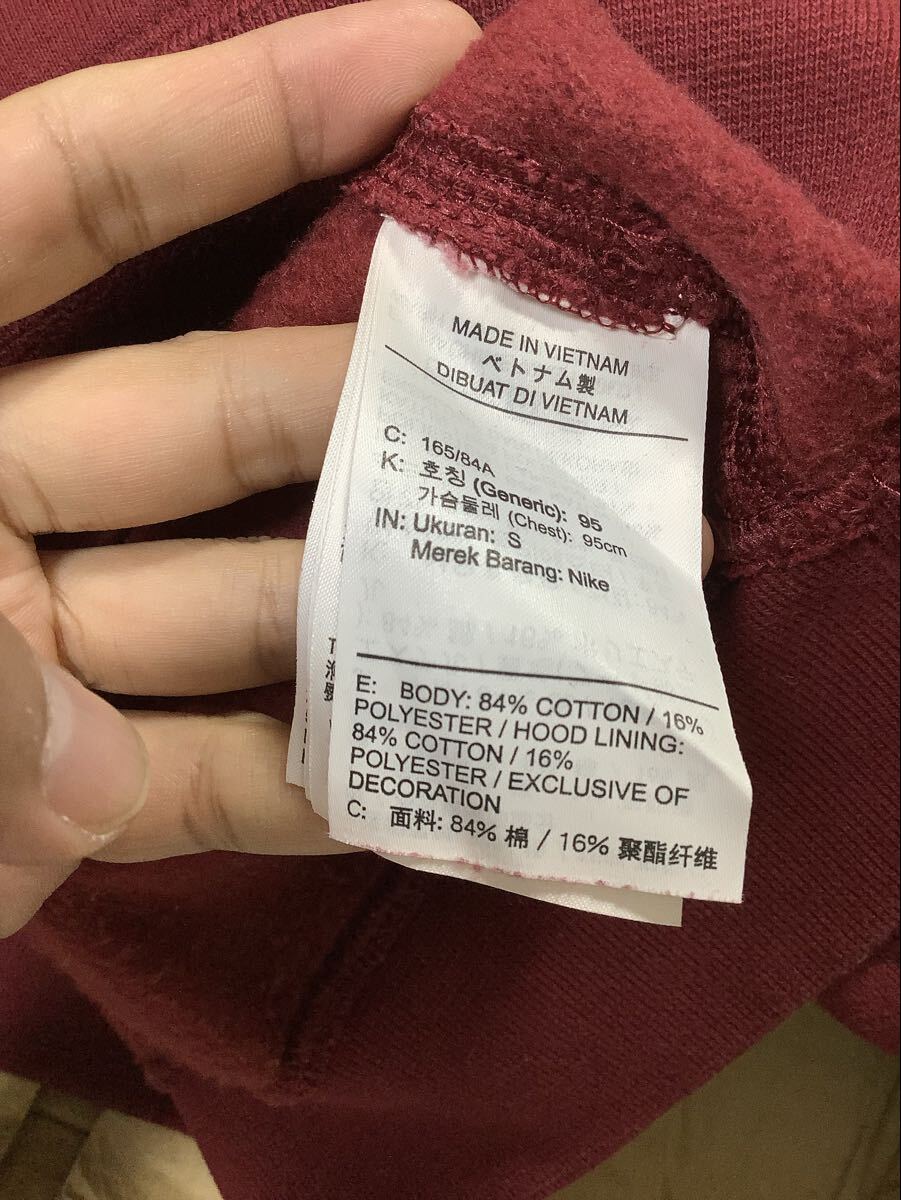 MADE IN VIETNAM
ベトナム製
DIBUAT DI VIETNAM
C: 165/84A
K: 호칭 (Generic): 95
가슴둘레 (Chest): 95cm
IN: Ukuran: S
Merek Barang: Nike
E: BODY: 84% COTTON / 16%
POLYESTER / HOOD LINING:
84% COTTON / 16%
POLYESTER / EXCLUSIVE OF
DECORATION
C: 面料: 84% 棉 / 16% 聚酯纤维